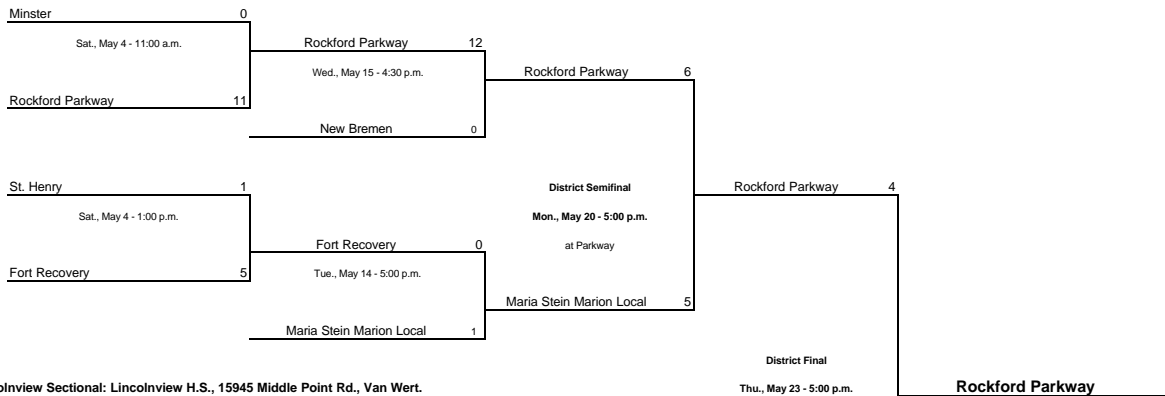 Minster 0
Sat., May 4 - 11:00 a.m.
Rockford Parkway 12
Wed., May 15 - 4:30 p.m.
Rockford Parkway 6
Rockford Parkway 11
New Bremen 0
St. Henry 1
District Semifinal
Rockford Parkway 4
Sat., May 4 - 1:00 p.m.
Mon., May 20 - 5:00 p.m.
Fort Recovery 0
at Parkway
Fort Recovery 5
Tue., May 14 - 5:00 p.m.
Maria Stein Marion Local 5
Maria Stein Marion Local 1
District Final
lnview Sectional: Lincolnview H.S., 15945 Middle Point Rd., Van Wert.
Thu., May 23 - 5:00 p.m.
Rockford Parkway